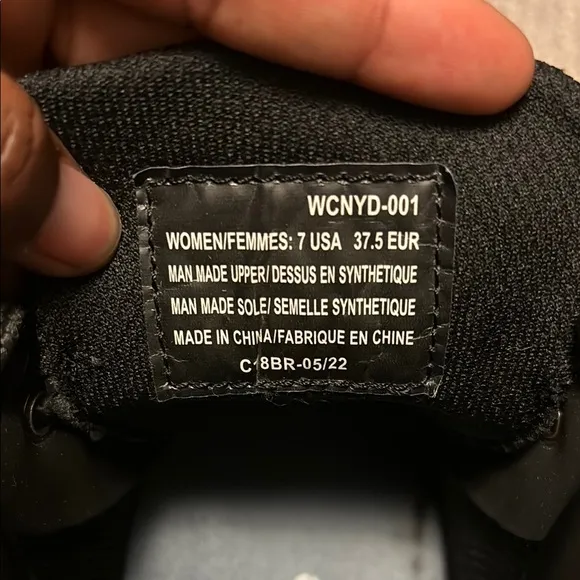 WCNYD-001
WOMEN/FEMMES: 7 USA 37.5 EUR
MAN MADE UPPER/DESSUS EN SYNTHETIQUE
MAN MADE SOLE/ SEMELLE SYNTHETIQUE
MADE IN CHINA/FABRIQUE EN CHINE
C18BR-05/22